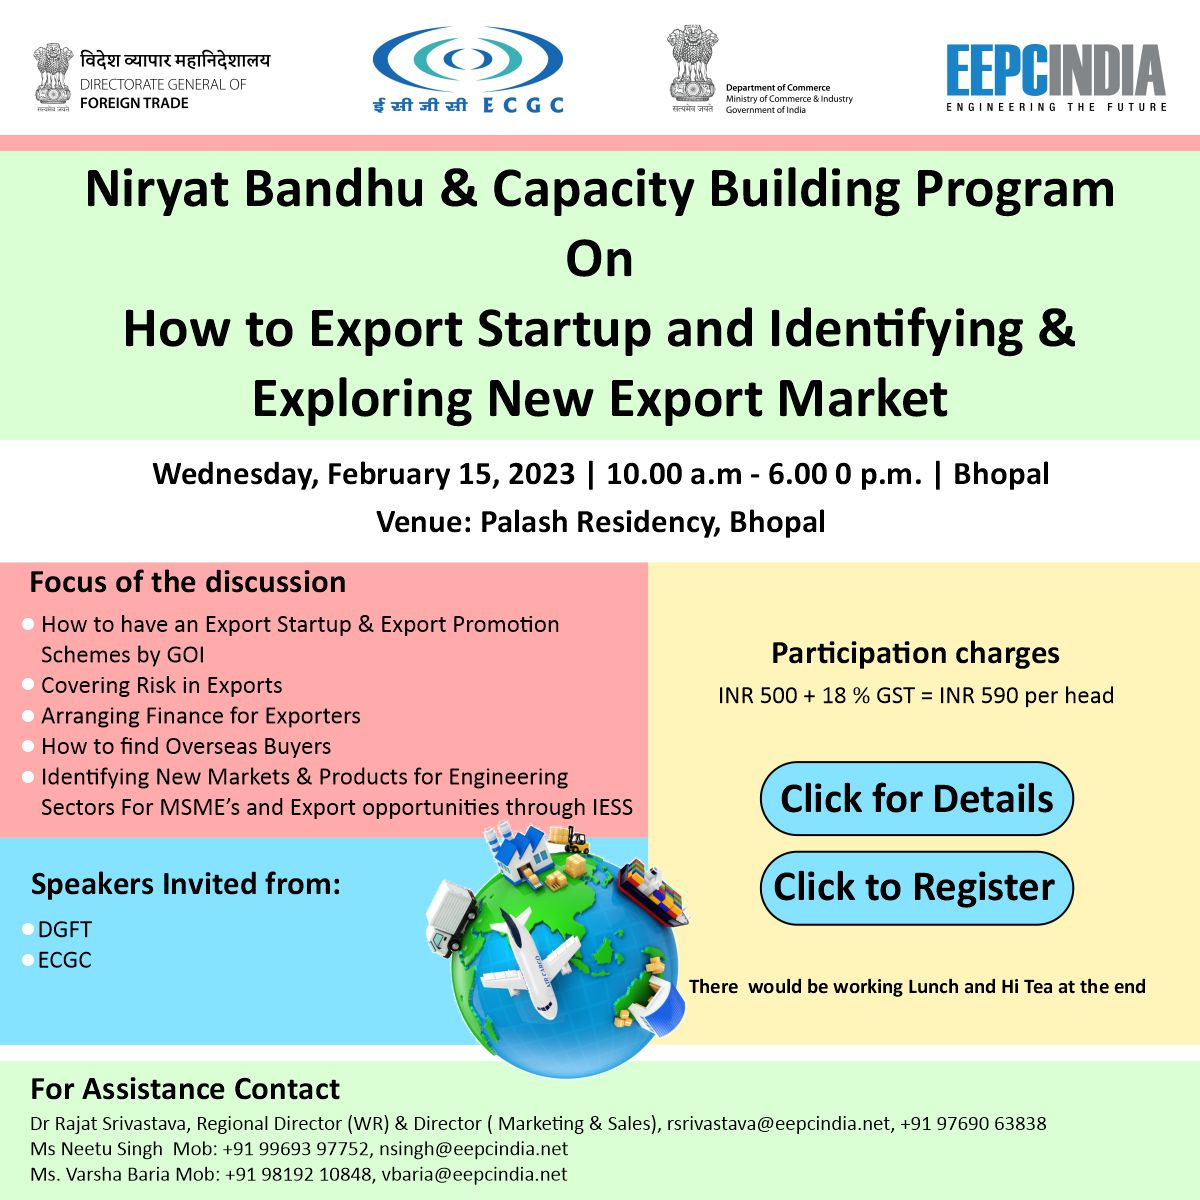 विदेश व्यापार महानिदेशालय
DIRECTORATE GENERAL OF
FOREIGN TRADE
सत्यमेव जयते
ई सी जी सी E C G C
सत्यमेव जयते
Department of Commerce
Ministry of Commerce & Industry
Government of India
EEPCINDIA
ENGINEERING THE FUTURE
Niryat Bandhu & Capacity Building Program
On
How to Export Startup and Identifying &
Exploring New Export Market
Wednesday, February 15, 2023 | 10.00 a.m - 6.00 0 p.m. | Bhopal
Venue: Palash Residency, Bhopal
Focus of the discussion
How to have an Export Startup & Export Promotion
Schemes by GOI
Covering Risk in Exports
Arranging Finance for Exporters
How to find Overseas Buyers
Identifying New Markets & Products for Engineering
Sectors For MSME’s and Export opportunities through IESS
Participation charges
INR 500 + 18 % GST = INR 590 per head
Click for Details
Click to Register
There  would be working Lunch and Hi Tea at the end
Speakers Invited from:
DGFT
ECGC
AIR CARGO
For Assistance Contact
Dr Rajat Srivastava, Regional Director (WR) & Director ( Marketing & Sales), rsrivastava@eepcindia.net, +91 97690 63838
Ms Neetu Singh  Mob: +91 99693 97752, nsingh@eepcindia.net
Ms. Varsha Baria Mob: +91 98192 10848, vbaria@eepcindia.net